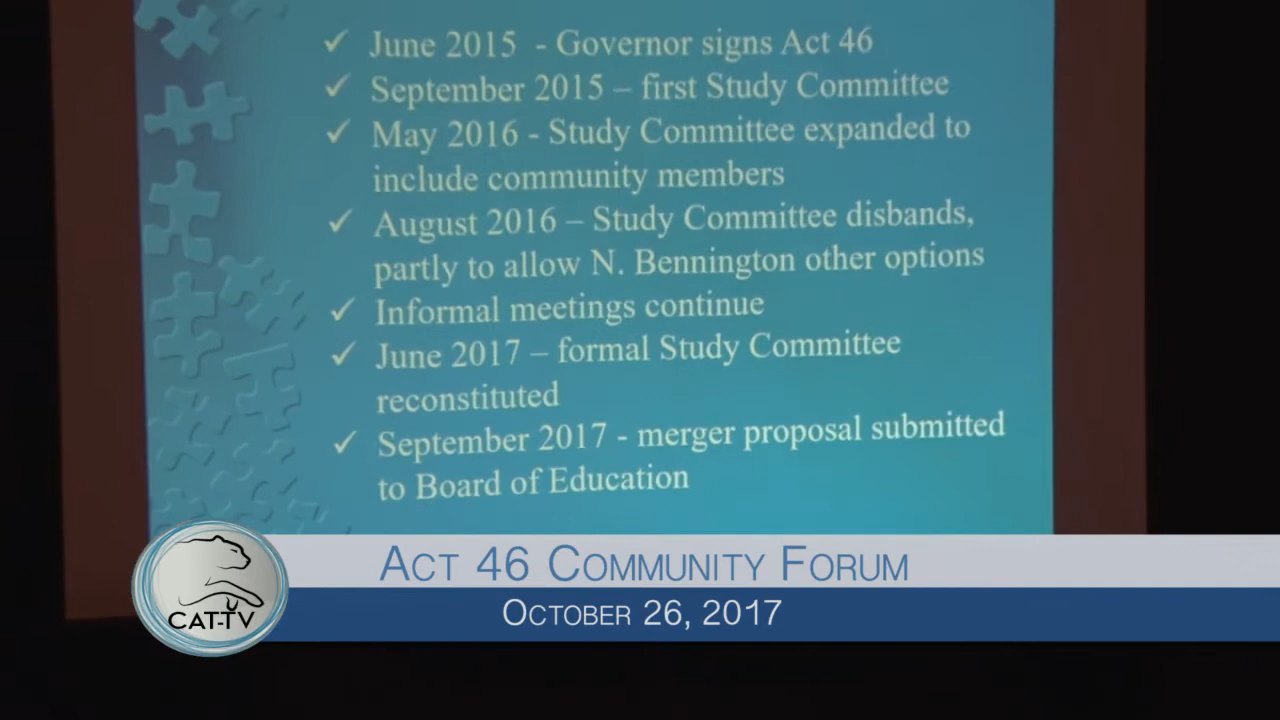 ✓ June 2015 - Governor signs Act 46
✓ September 2015 – first Study Committee
✓ May 2016 - Study Committee expanded to
include community members
✓ August 2016 – Study Committee disbands,
partly to allow N. Bennington other options
✓ Informal meetings continue
✓ June 2017 – formal Study Committee
reconstituted
✓ September 2017 - merger proposal submitted
to Board of Education
ACT 46 COMMUNITY FORUM
OCTOBER 26, 2017
CAT-TV